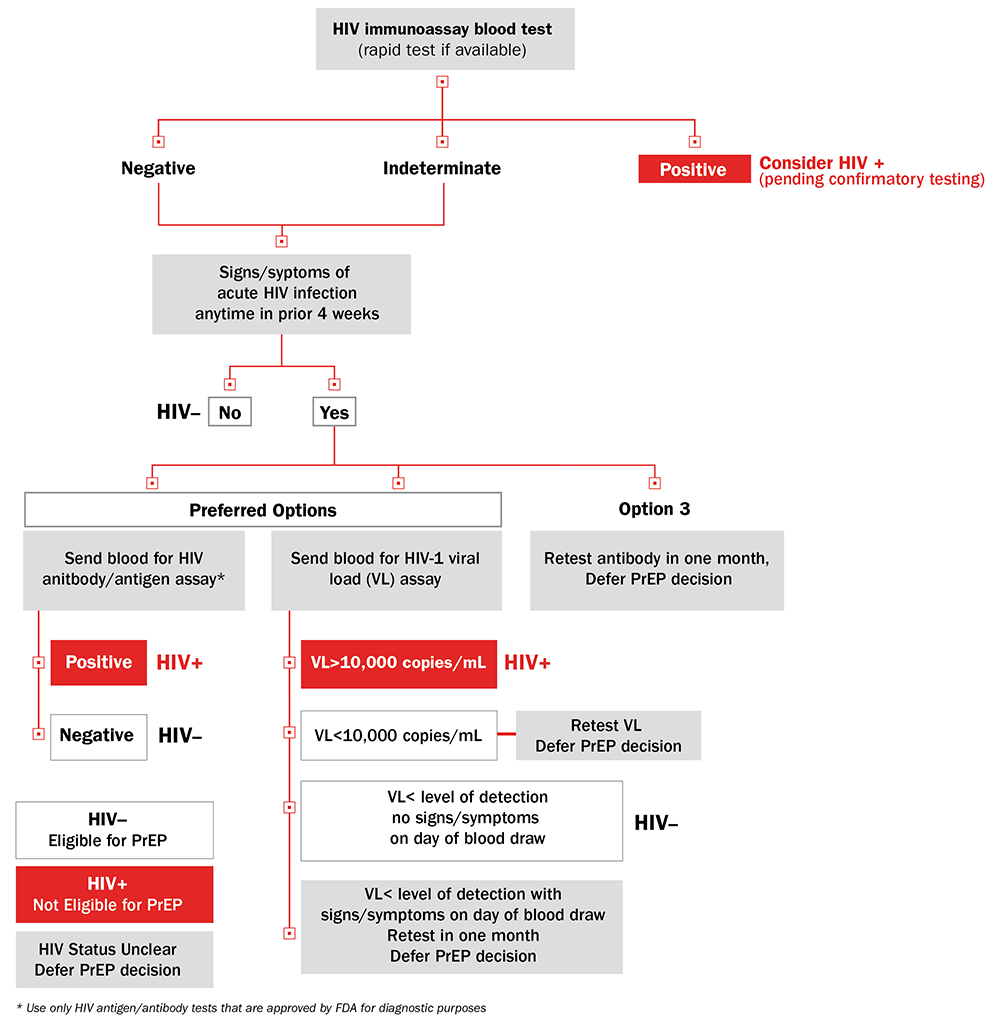 HIV immunoassay blood test
(rapid test if available)
Negative
Indeterminate
Positive
Consider HIV +
(pending confirmatory testing)
Signs/syptoms of
acute HIV infection
anytime in prior 4 weeks
HIV–
No
Yes
Preferred Options
Option 3
Send blood for HIV
anitbody/antigen assay*
Send blood for HIV-1 viral
load (VL) assay
Retest antibody in one month,
Defer PrEP decision
Positive
HIV+
VL>10,000 copies/mL
HIV+
Negative
HIV–
VL<10,000 copies/mL
Retest VL
Defer PrEP decision
VL< level of detection
no signs/symptoms
on day of blood draw
HIV–
VL< level of detection with
signs/symptoms on day of blood draw
Retest in one month
Defer PrEP decision
HIV–
Eligible for PrEP
HIV+
Not Eligible for PrEP
HIV Status Unclear
Defer PrEP decision
* Use only HIV antigen/antibody tests that are approved by FDA for diagnostic purposes